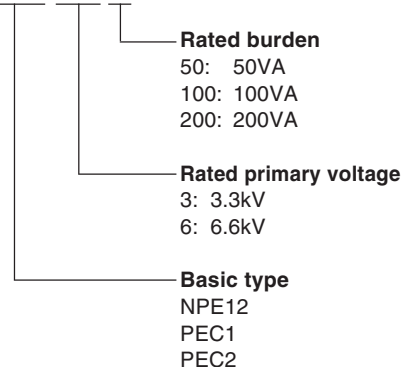 Rated burden
50: 50VA
100: 100VA
200: 200VA
Rated primary voltage
3: 3.3kV
6: 6.6kV
Basic type
NPE12
PEC1
PEC2